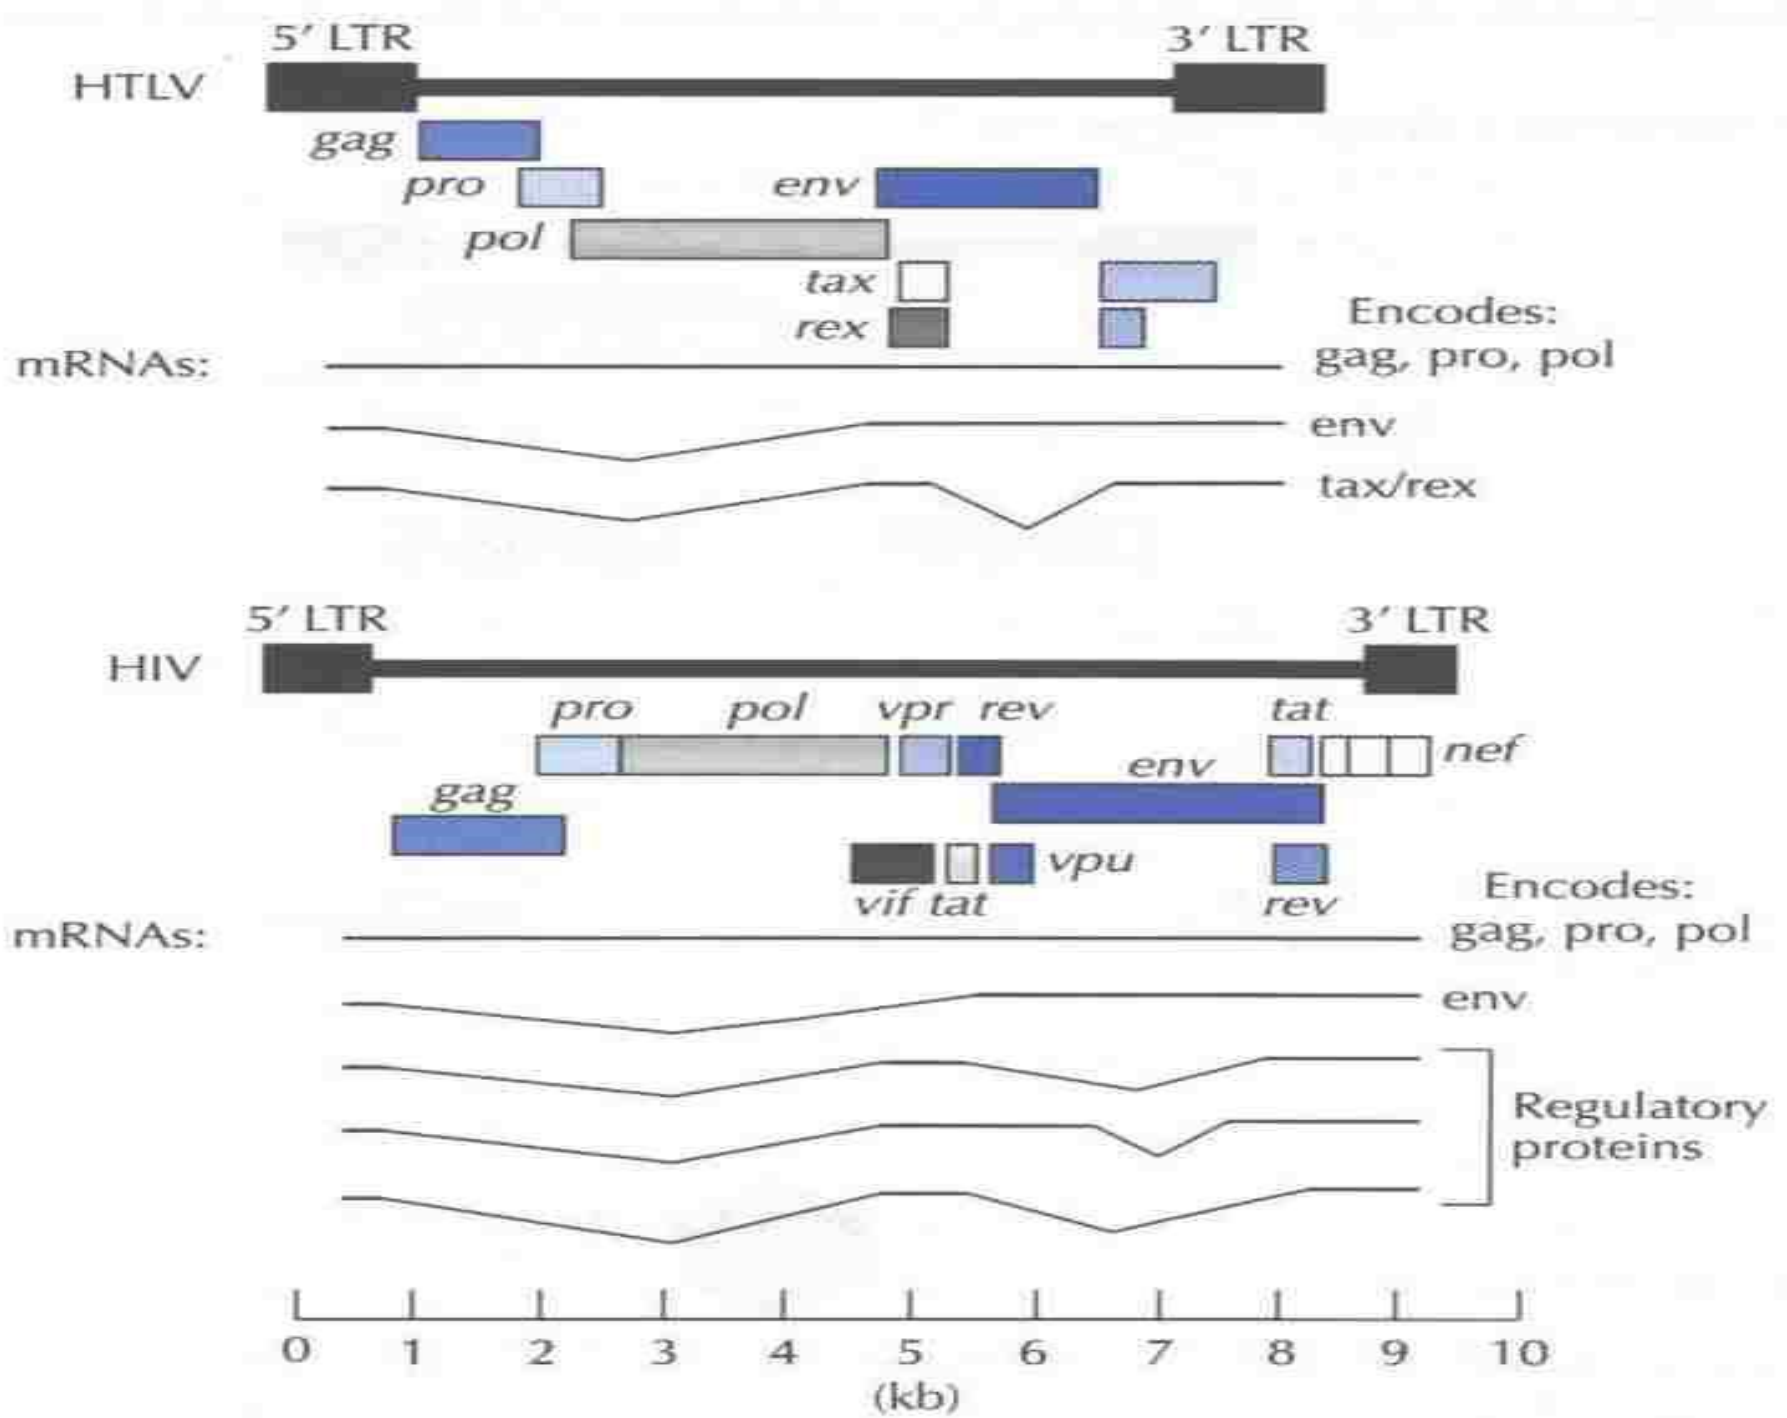 5′ LTR 3′ LTR
HTLV
gag
pro env
pol
tax
rex
Encodes:
mRNAs: gag, pro, pol
env
tax/rex
5′ LTR 3′ LTR
HIV
pro pol vpr rev tat
nef
env
gag
vpu
vif tat rev
Encodes:
mRNAs: gag, pro, pol
env
Regulatory
proteins
0 1 2 3 4 5 6 7 8 9 10
(kb)